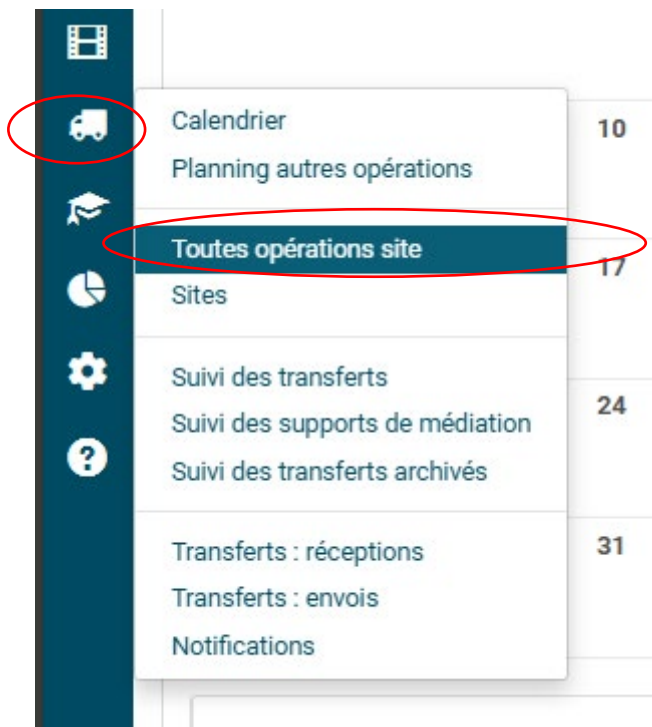 Calendrier
10
Planning autres opérations
Toutes opérations site
17
Sites
Suivi des transferts
24
Suivi des supports de médiation
?
Suivi des transferts archivés
Transferts : réceptions
31
Transferts : envois
Notifications